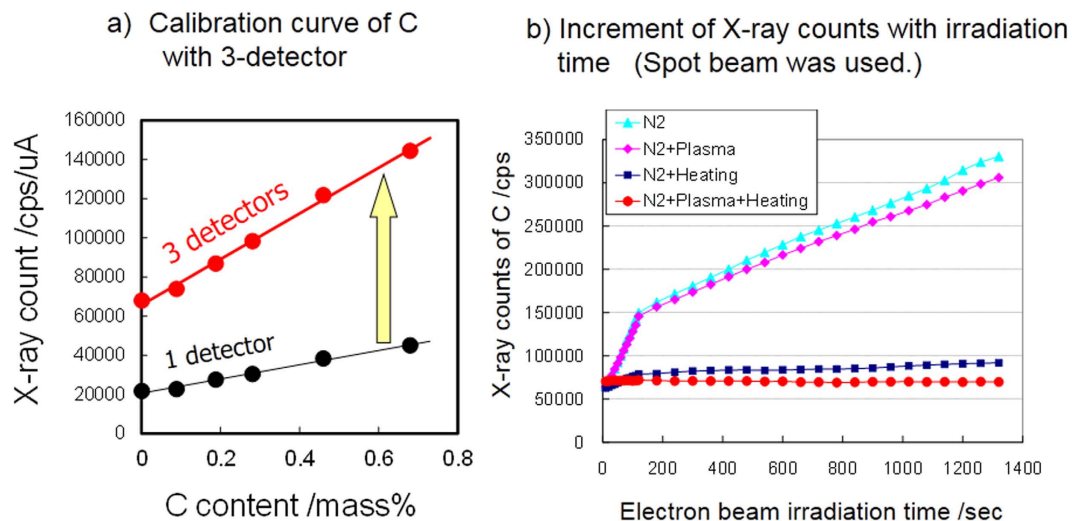 a) Calibration curve of C
with 3-detector
X-ray count /cps/uA
160000
140000
120000
100000
80000
60000
40000
20000
0
3 detectors
1 detector
0 0.2 0.4 0.6 0.8
C content /mass%
b) Increment of X-ray counts with irradiation
time (Spot beam was used.)
N2
N2+Plasma
N2+Heating
N2+Plasma+Heating
X-ray counts of C /cps
350000
300000
250000
200000
150000
100000
50000
0
0 200 400 600 800 1000 1200 1400
Electron beam irradiation time /sec